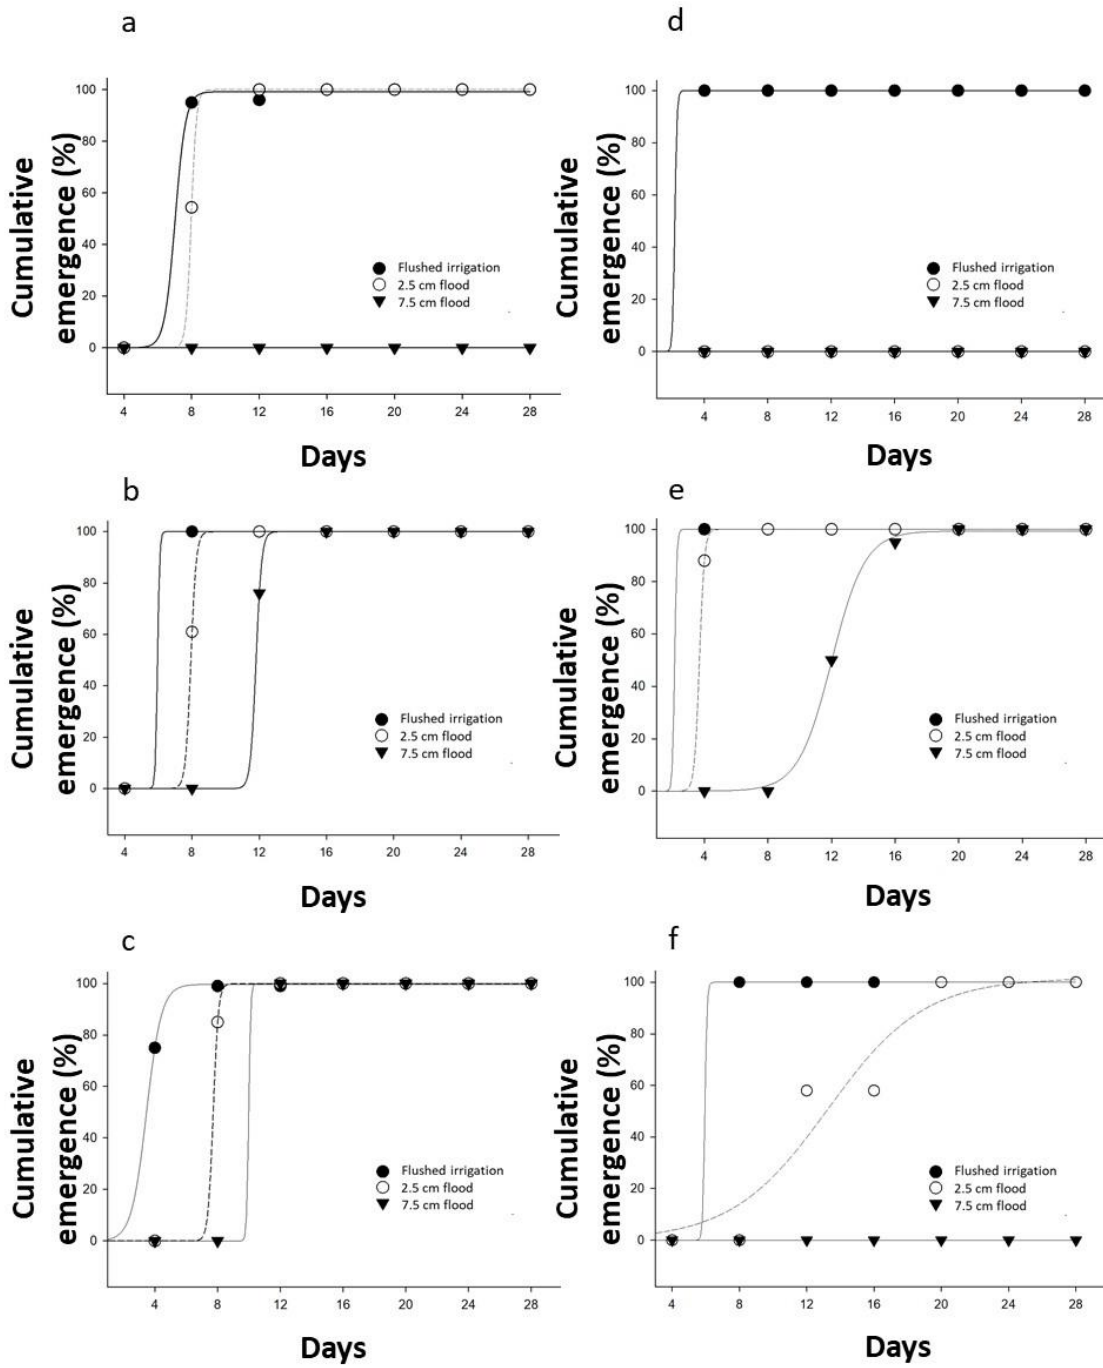 a
Cumulative
emergence (%)
100
80
60
40
20
0
Flushed irrigation
2.5 cm flood
7.5 cm flood
4 8 12 16 20 24 28
Days
d
Cumulative
emergence (%)
100
80
60
40
20
0
Flushed irrigation
2.5 cm flood
7.5 cm flood
4 8 12 16 20 24 28
Days
b
Cumulative
emergence (%)
100
80
60
40
20
0
Flushed irrigation
2.5 cm flood
7.5 cm flood
4 8 12 16 20 24 28
Days
e
Cumulative
emergence (%)
100
80
60
40
20
0
Flushed irrigation
2.5 cm flood
7.5 cm flood
4 8 12 16 20 24 28
Days
c
Cumulative
emergence (%)
100
80
60
40
20
0
Flushed irrigation
2.5 cm flood
7.5 cm flood
4 8 12 16 20 24 28
Days
f
Cumulative
emergence (%)
100
80
60
40
20
0
Flushed irrigation
2.5 cm flood
7.5 cm flood
4 8 12 16 20 24 28
Days